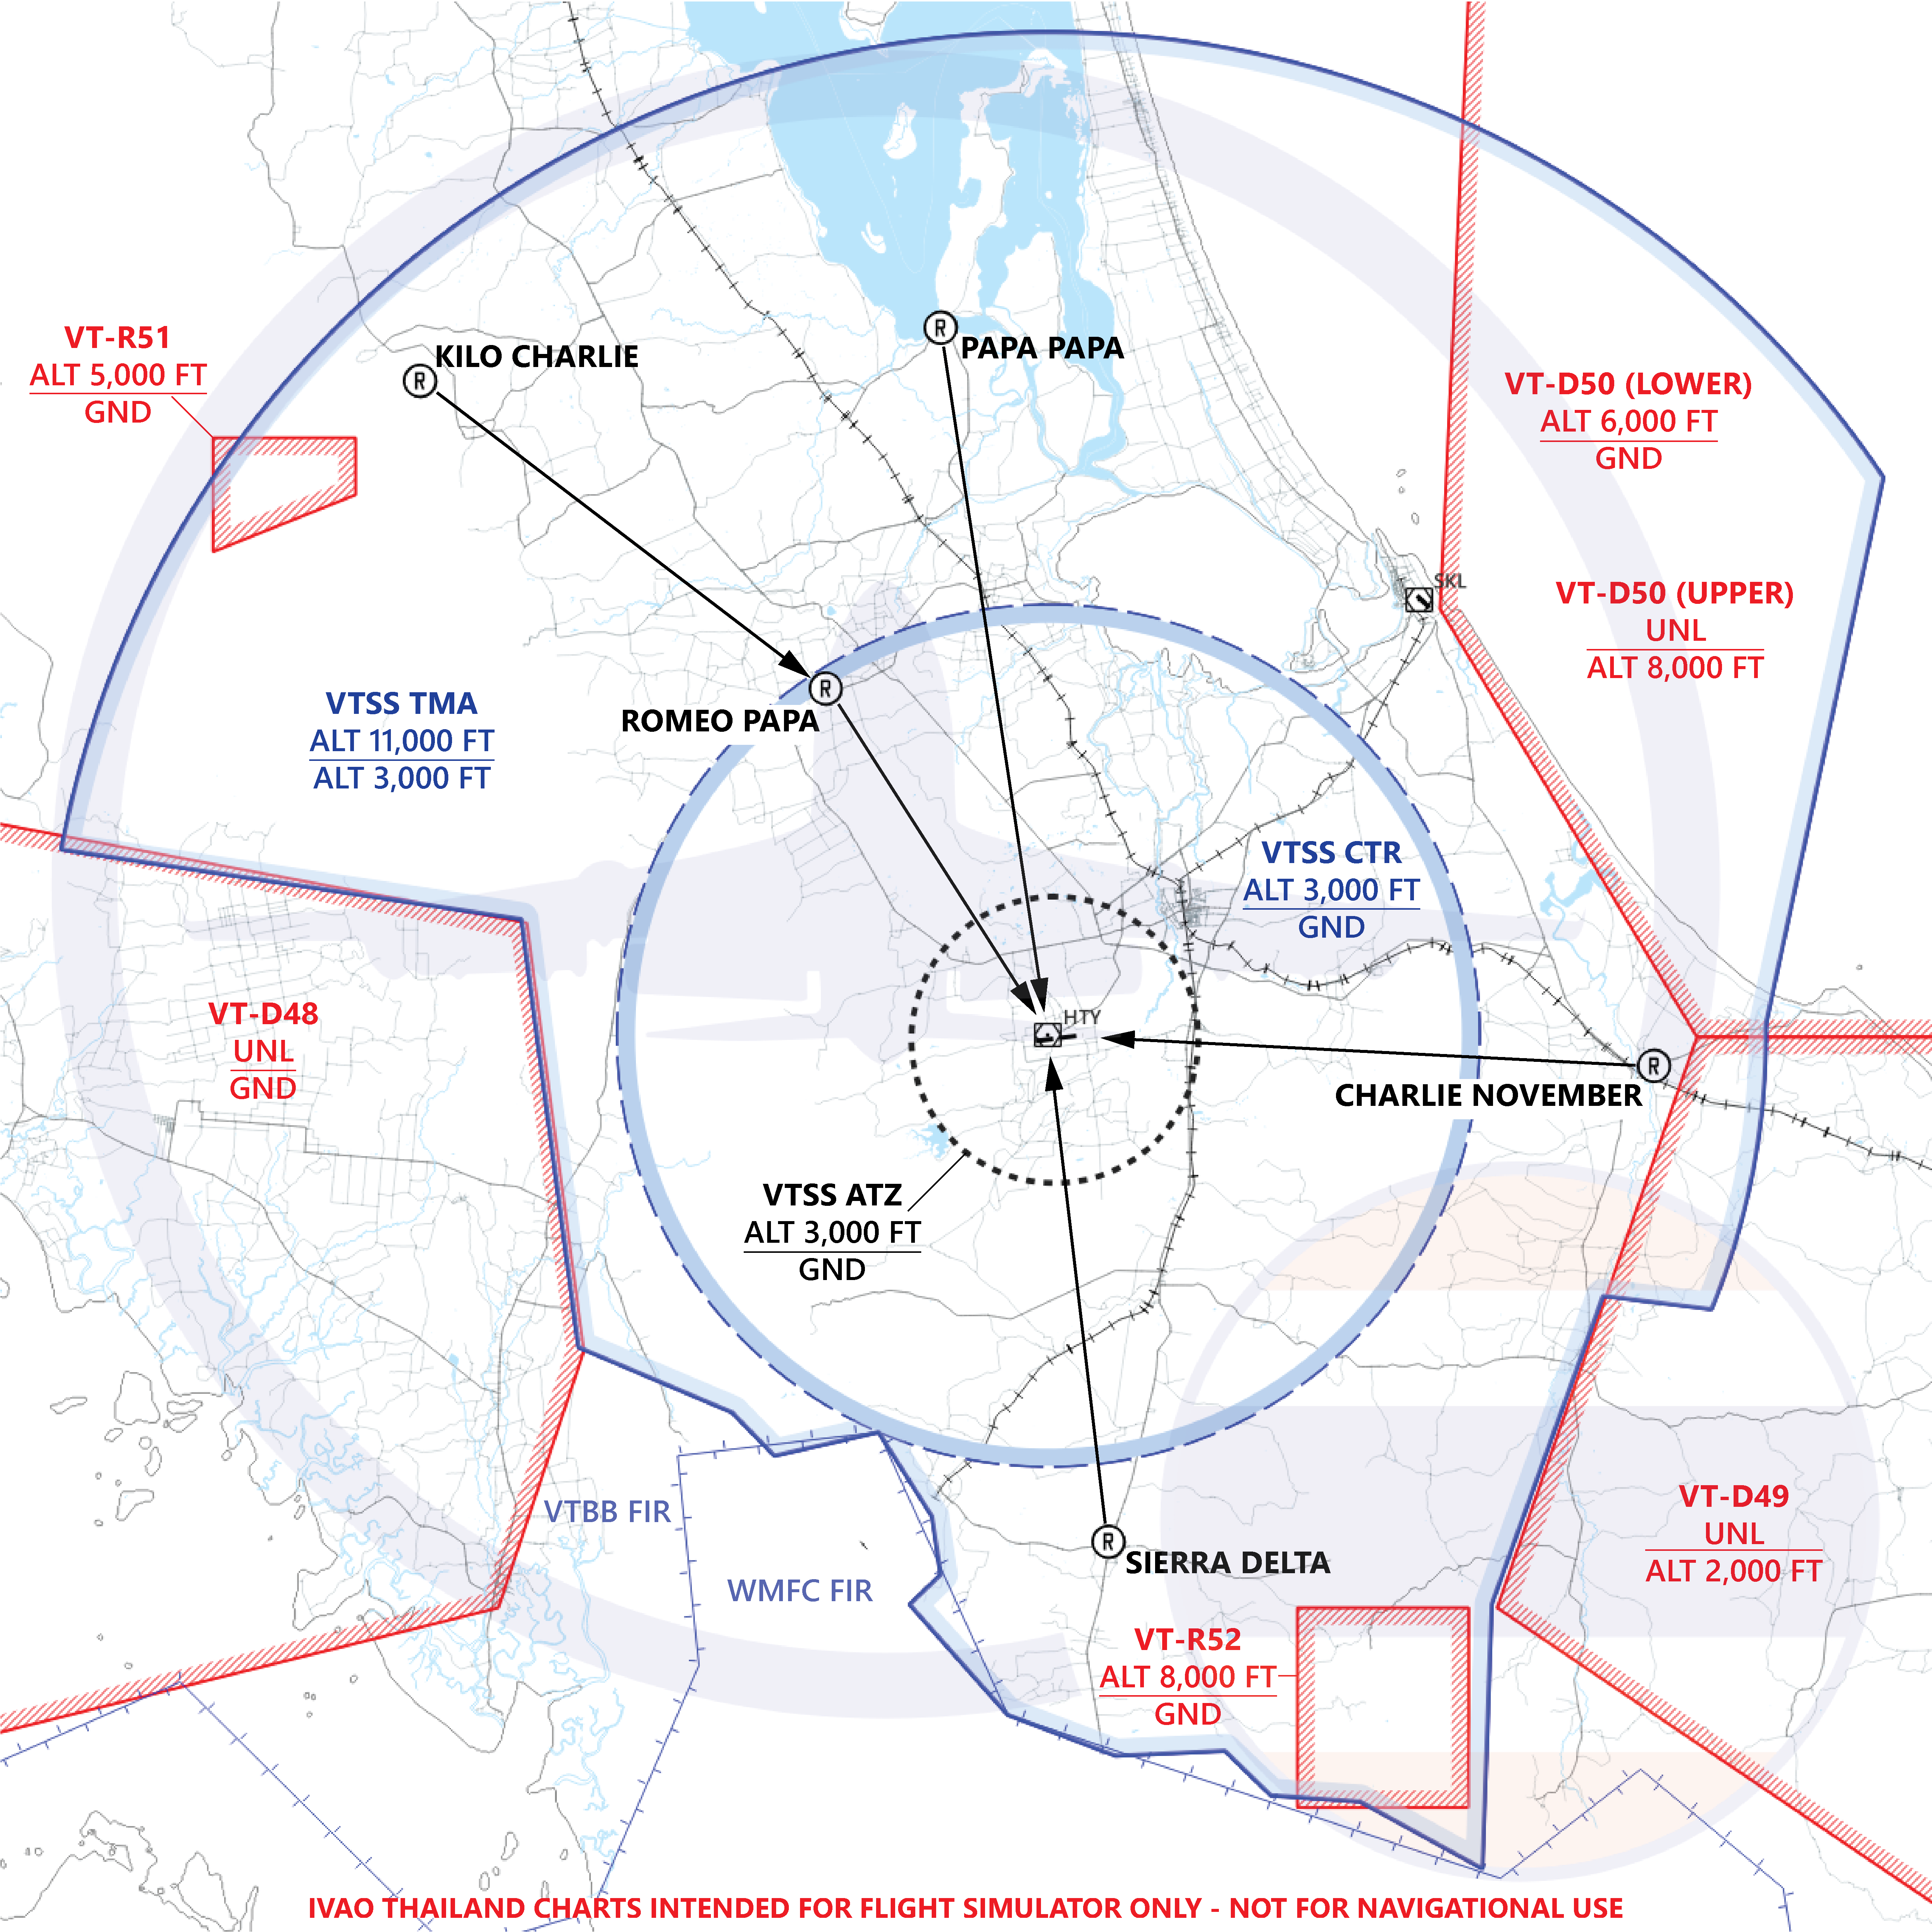 VT-R51
ALT 5,000 FT
GND
KILO CHARLIE
R
R
PAPA PAPA
VT-D50 (LOWER)
ALT 6,000 FT
GND
SKL
VT-D50 (UPPER)
UNL
ALT 8,000 FT
R
ROMEO PAPA
VTSS TMA
ALT 11,000 FT
ALT 3,000 FT
VTSS CTR
ALT 3,000 FT
GND
VT-D48
UNL
GND
HTY
R
CHARLIE NOVEMBER
VTSS ATZ
ALT 3,000 FT
GND
VTBB FIR
WMFC FIR
R
SIERRA DELTA
VT-D49
UNL
ALT 2,000 FT
VT-R52
ALT 8,000 FT
GND
IVAO THAILAND CHARTS INTENDED FOR FLIGHT SIMULATOR ONLY - NOT FOR NAVIGATIONAL USE